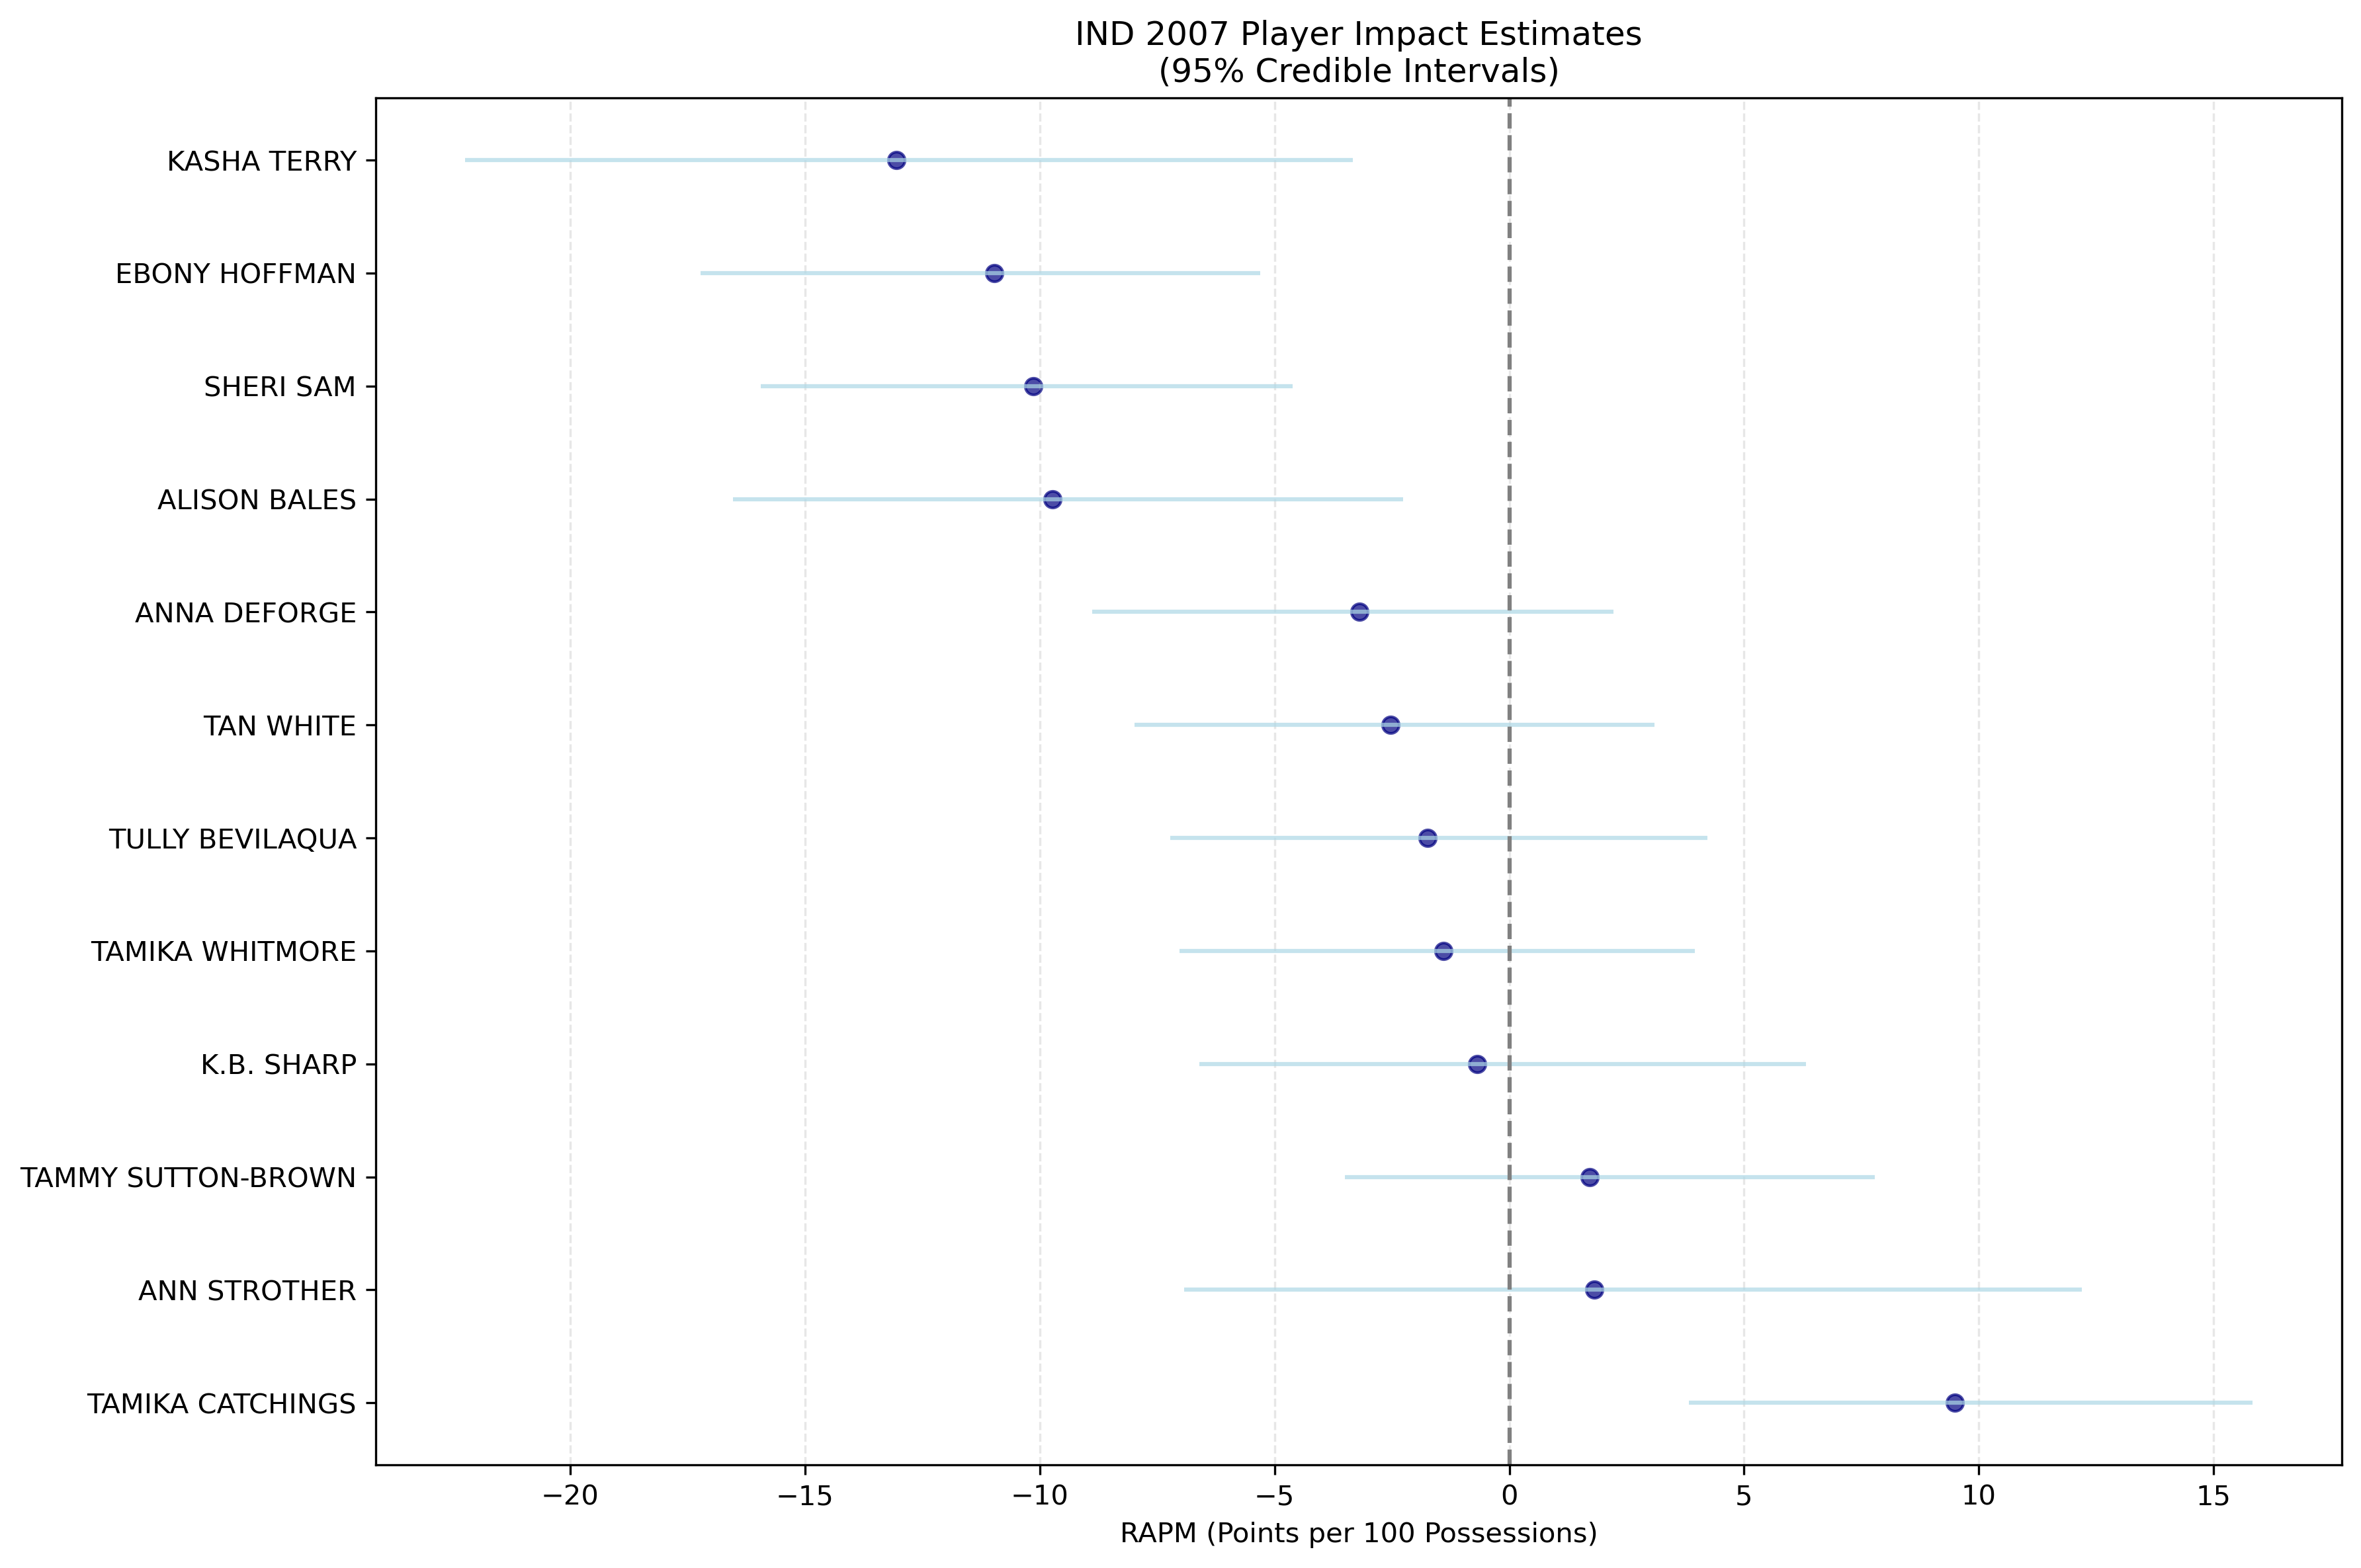 IND 2007 Player Impact Estimates
(95% Credible Intervals)
KASHA TERRY
EBONY HOFFMAN
SHERI SAM
ALISON BALES
ANNA DEFORGE
TAN WHITE
TULLY BEVILAQUA
TAMIKA WHITMORE
K.B. SHARP
TAMMY SUTTON-BROWN
ANN STROTHER
TAMIKA CATCHINGS
−20 −15 −10 −5 0 5 10 15
RAPM (Points per 100 Possessions)